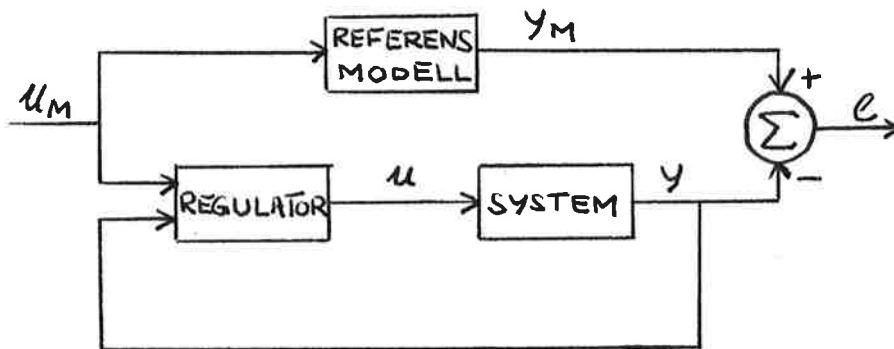 REFERENS
MODELL
y_M
u_M
+
Σ
e
REGULATOR
u
SYSTEM
y
−